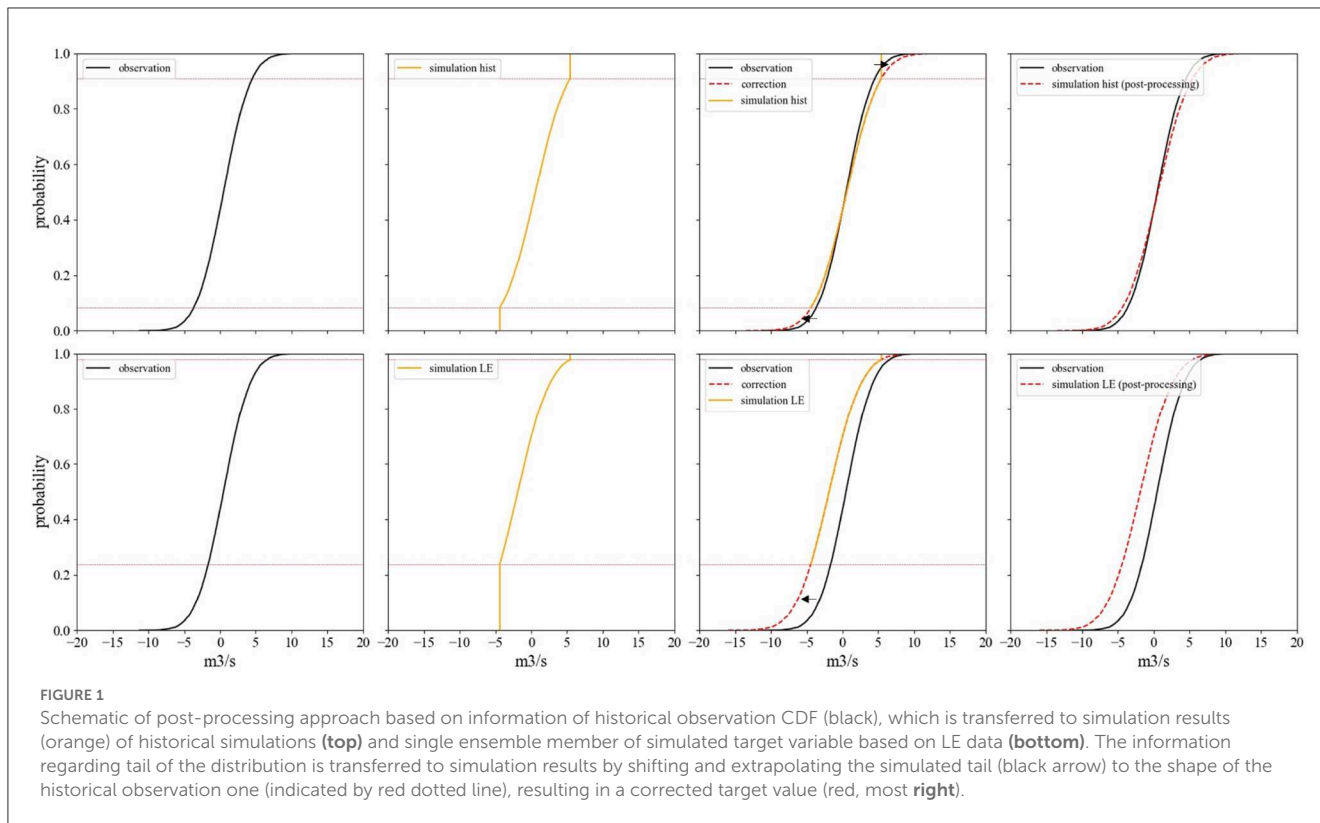 observation
simulation hist
observation
correction
simulation hist
observation
simulation hist (post-processing)
probability
1.0
0.8
0.6
0.4
0.2
0.0
observation
simulation LE
observation
correction
simulation LE
observation
simulation LE (post-processing)
probability
1.0
0.8
0.6
0.4
0.2
0.0
−20 −15 −10 −5 0 5 10 15 20
−15 −10 −5 0 5 10 15 20
−15 −10 −5 0 5 10 15 20
−15 −10 −5 0 5 10 15 20
m3/s
m3/s
m3/s
m3/s
FIGURE 1
Schematic of post-processing approach based on information of historical observation CDF (black), which is transferred to simulation results
(orange) of historical simulations (top) and single ensemble member of simulated target variable based on LE data (bottom). The information
regarding tail of the distribution is transferred to simulation results by shifting and extrapolating the simulated tail (black arrow) to the shape of the
historical observation one (indicated by red dotted line), resulting in a corrected target value (red, most right).